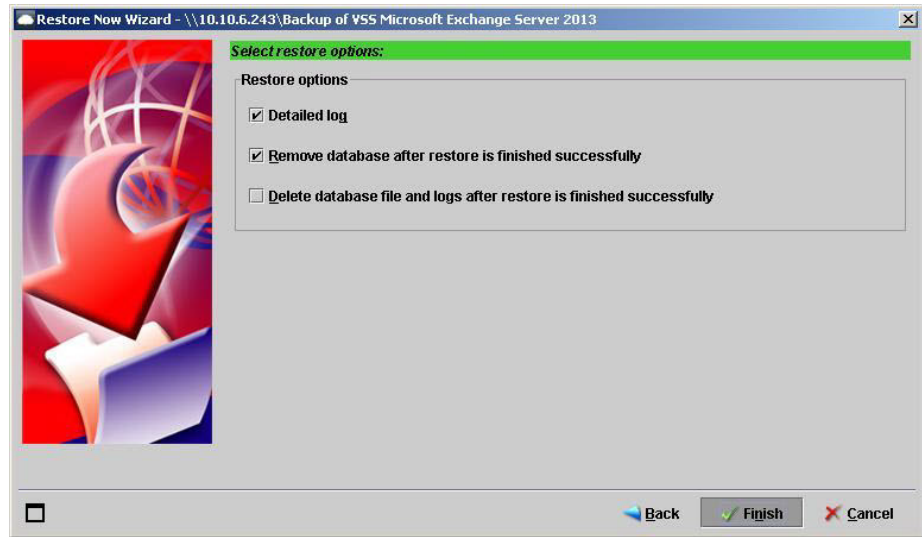 Restore Now Wizard - \\10.10.6.243\Backup of VSS Microsoft Exchange Server 2013
Select restore options:
Restore options
Detailed log
Remove database after restore is finished successfully
Delete database file and logs after restore is finished successfully
Back
Finish
Cancel